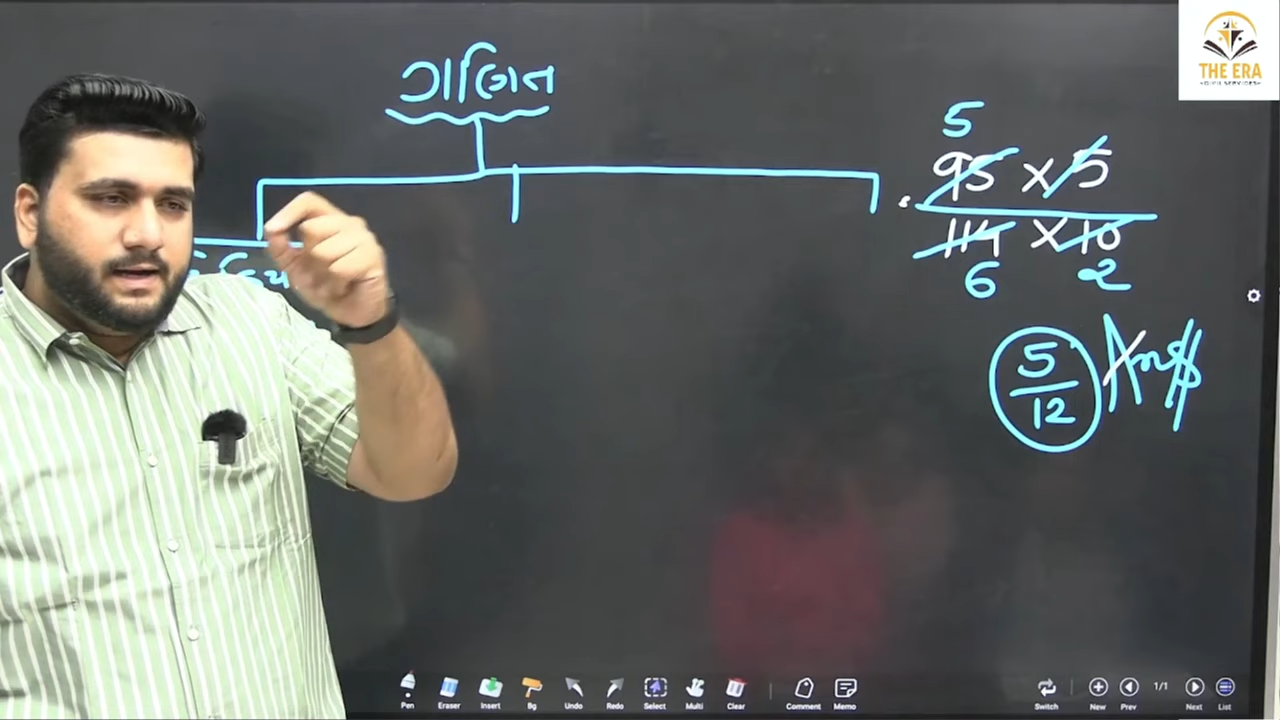 ગણિત
5
95 × 5
114 × 10
6 2
5
12
Ans
THE ERA
Pen
Eraser
Insert
Bg
Undo
Redo
Select
Multi
Clear
Comment
Memo
Switch
New
Prev
1/1
Next
List